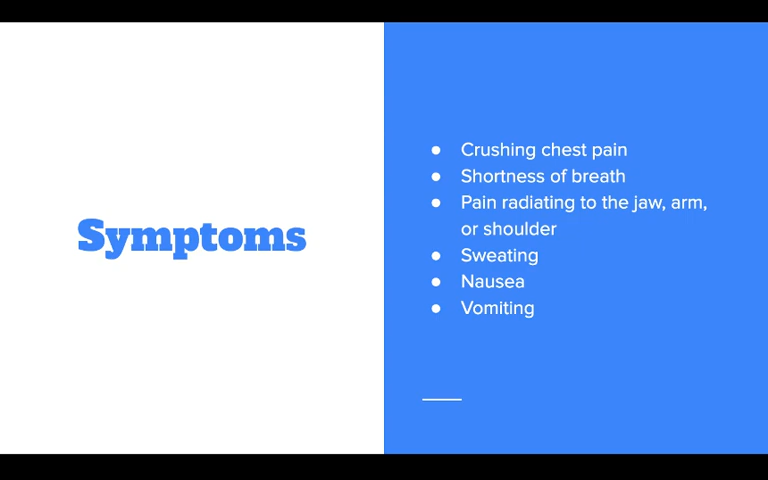 Symptoms
● Crushing chest pain
● Shortness of breath
● Pain radiating to the jaw, arm,
or shoulder
● Sweating
● Nausea
● Vomiting